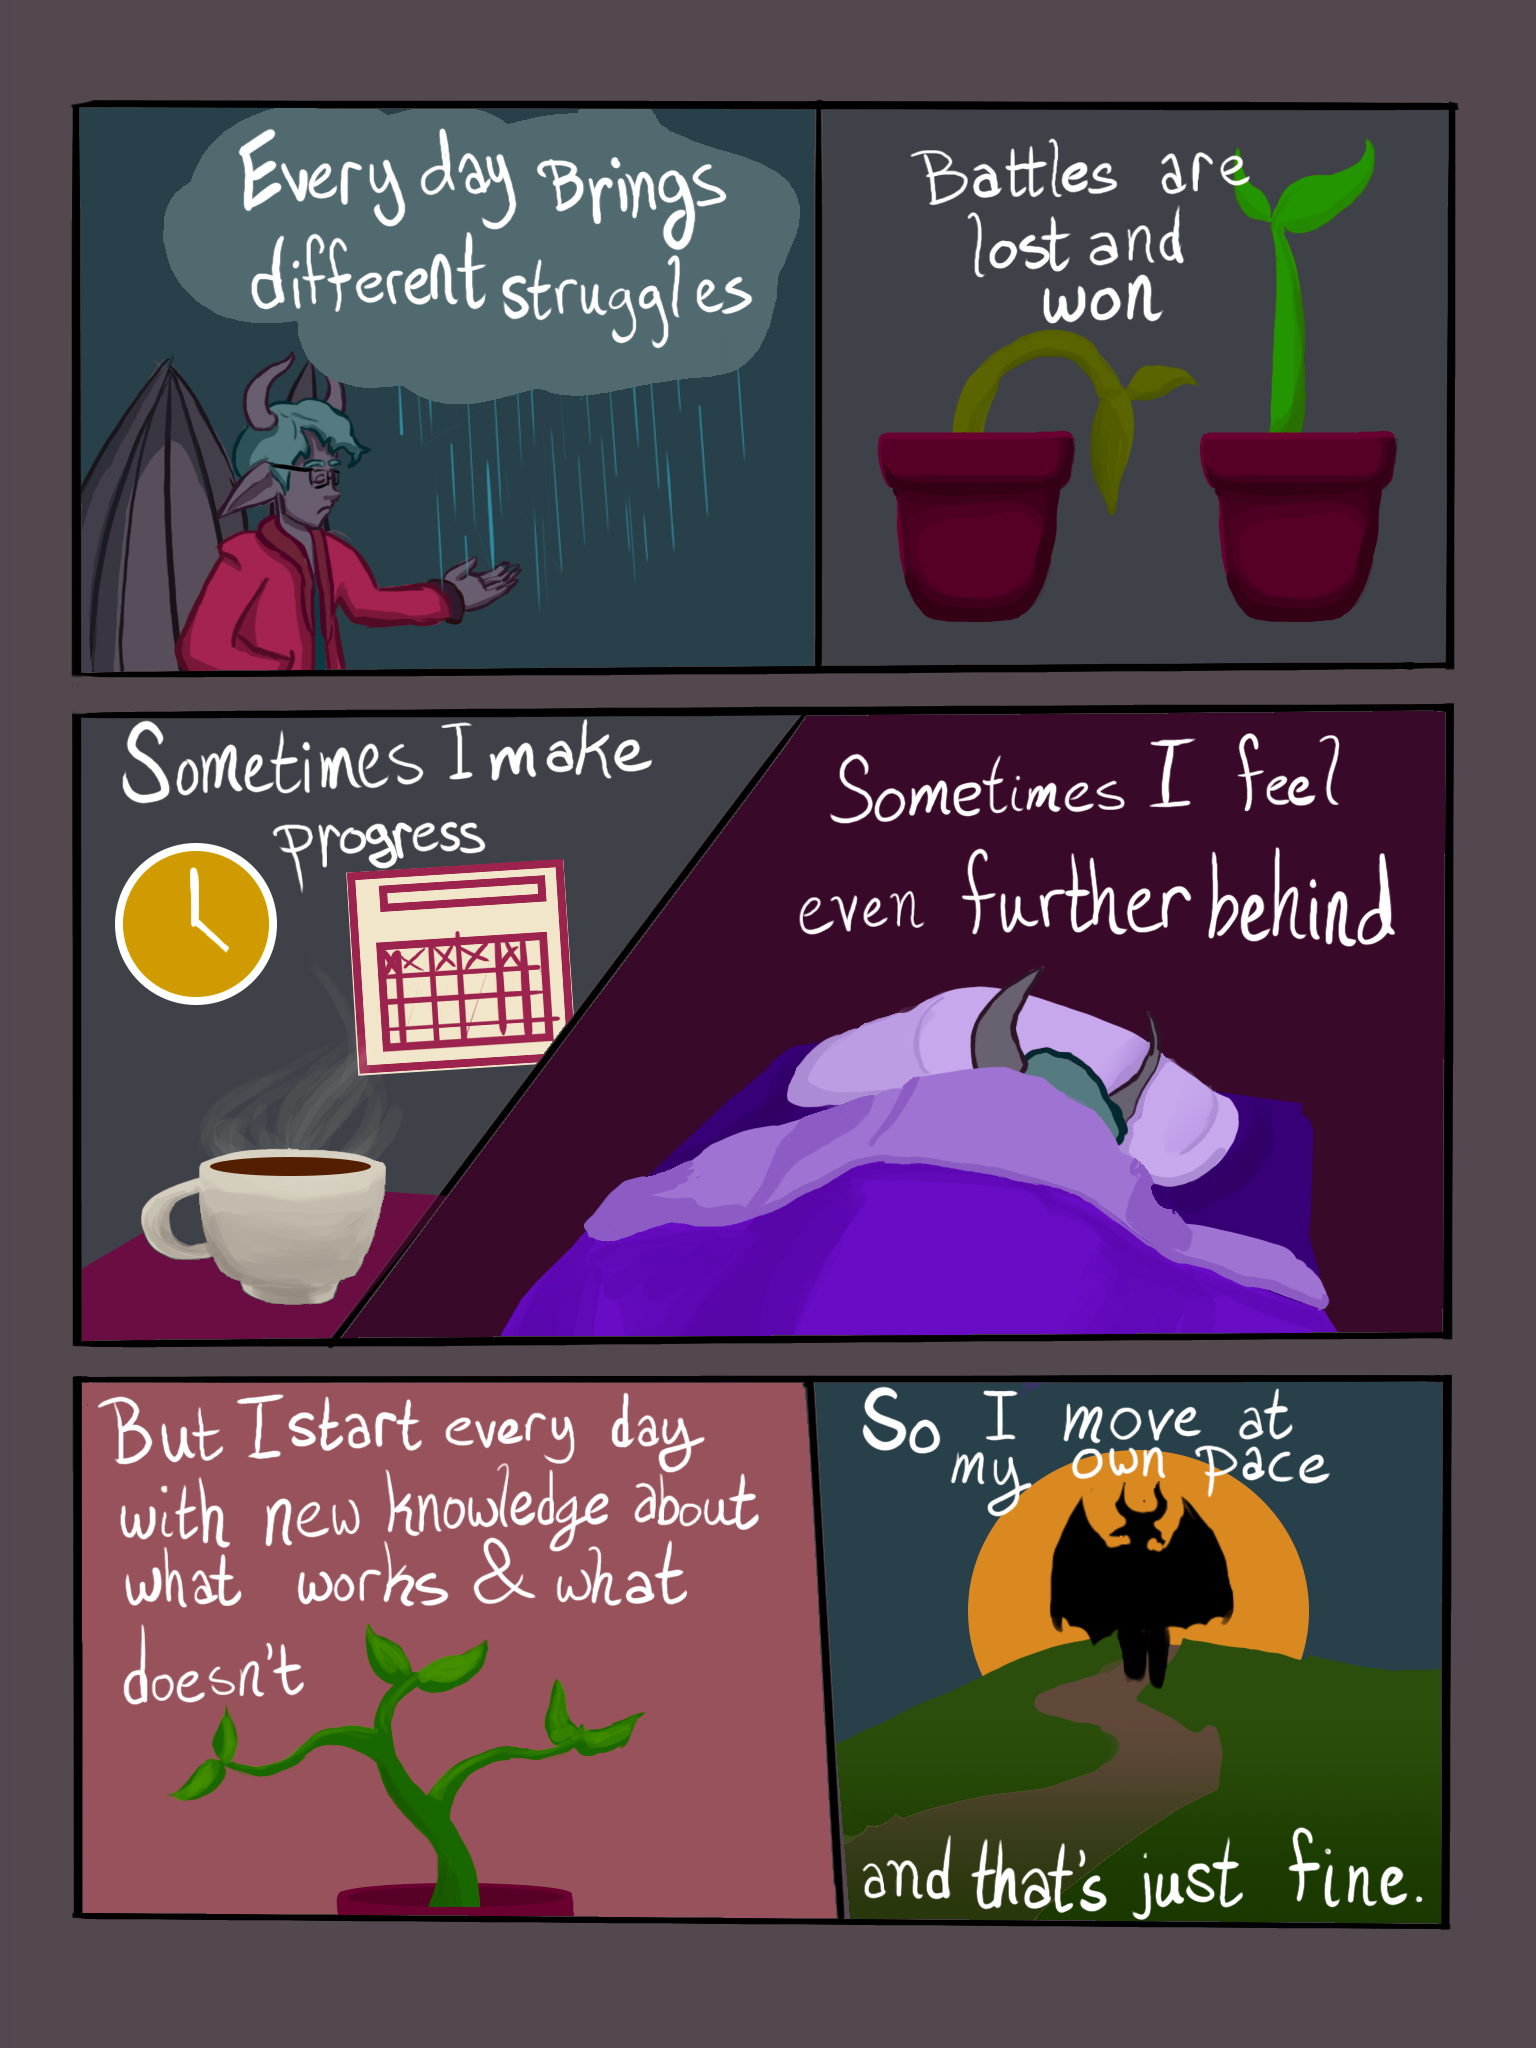 Every day Brings
different struggles
Battles are
lost and
won
Sometimes I make
progress
Sometimes I feel
even further behind
But I start every day
with new knowledge about
what works & what
doesn't
So I move at
my own pace
and that's just fine.